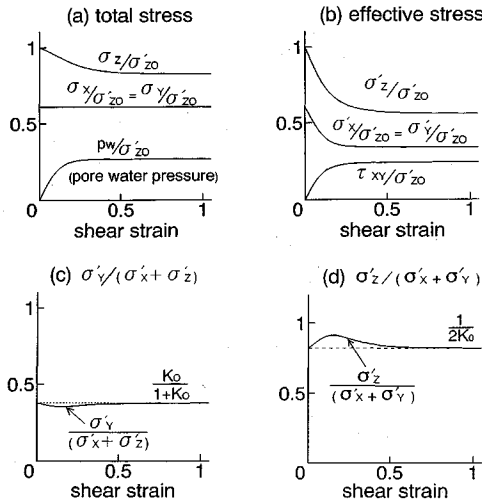 (a) total stress
1
σz/σ'zo
σx/σ'zo = σY/σ'zo
0.5
pw/σ'zo
(pore water pressure)
0 0.5 1
shear strain
(b) effective stress
1
σ'z/σ'zo
0.5
σ'x/σ'zo = σ'Y/σ'zo
τXY/σ'zo
0 0.5 1
shear strain
(c) σ'Y/(σ'x + σ'z)
1
0.5
Ko
1+Ko
σ'Y
(σ'x + σ'z)
0 0.5 1
shear strain
(d) σ'z/(σ'x + σ'Y)
1
1
2Ko
0.5
σ'z
(σ'x + σ'Y)
0 0.5 1
shear strain